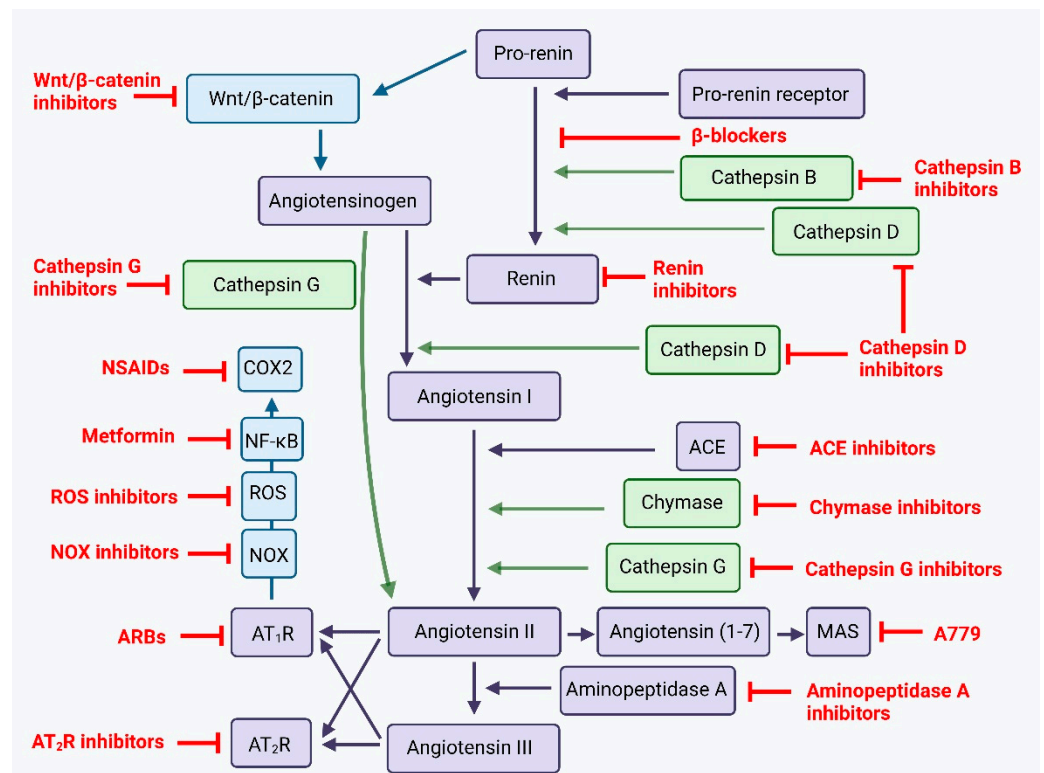 Pro-renin
Wnt/β-catenin
inhibitors
Wnt/β-catenin
Pro-renin receptor
β-blockers
Cathepsin B
Cathepsin B
inhibitors
Angiotensinogen
Cathepsin D
Cathepsin G
inhibitors
Cathepsin G
Renin
Renin
inhibitors
NSAIDs
COX2
Cathepsin D
Cathepsin D
inhibitors
Angiotensin I
Metformin
NF-κB
ACE
ACE inhibitors
ROS inhibitors
ROS
Chymase
Chymase inhibitors
NOX inhibitors
NOX
Cathepsin G
Cathepsin G inhibitors
ARBs
AT₁R
Angiotensin II
Angiotensin (1-7)
MAS
A779
Aminopeptidase A
Aminopeptidase A
inhibitors
AT₂R inhibitors
AT₂R
Angiotensin III